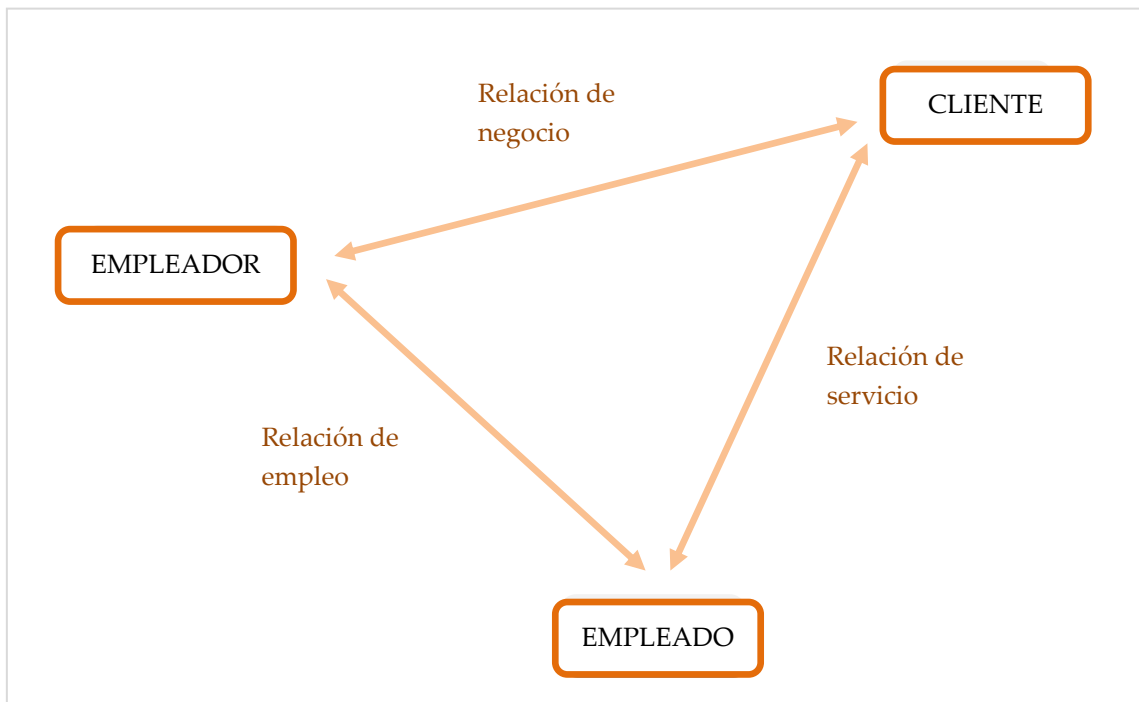 Relación de
negocio
CLIENTE
EMPLEADOR
Relación de
servicio
Relación de
empleo
EMPLEADO